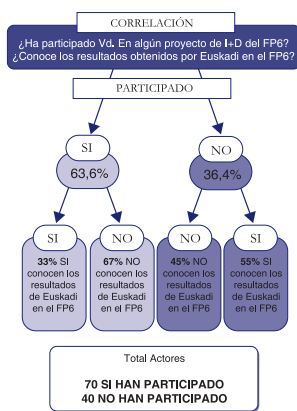 CORRELACIÓN
¿Ha participado Vd. En algún proyecto de I+D del FP6?
¿Conoce los resultados obtenidos por Euskadi en el FP6?
PARTICIPADO
SI
63,6%
NO
36,4%
SI
33% SI
conocen los
resultados
de Euskadi
en el FP6
NO
67% NO
conocen los
resultados
de Euskadi
en el FP6
NO
45% NO
conocen los
resultados
de Euskadi
en el FP6
SI
55% SI
conocen los
resultados
de Euskadi
en el FP6
Total Actores
70 SI HAN PARTICIPADO
40 NO HAN PARTICIPADO